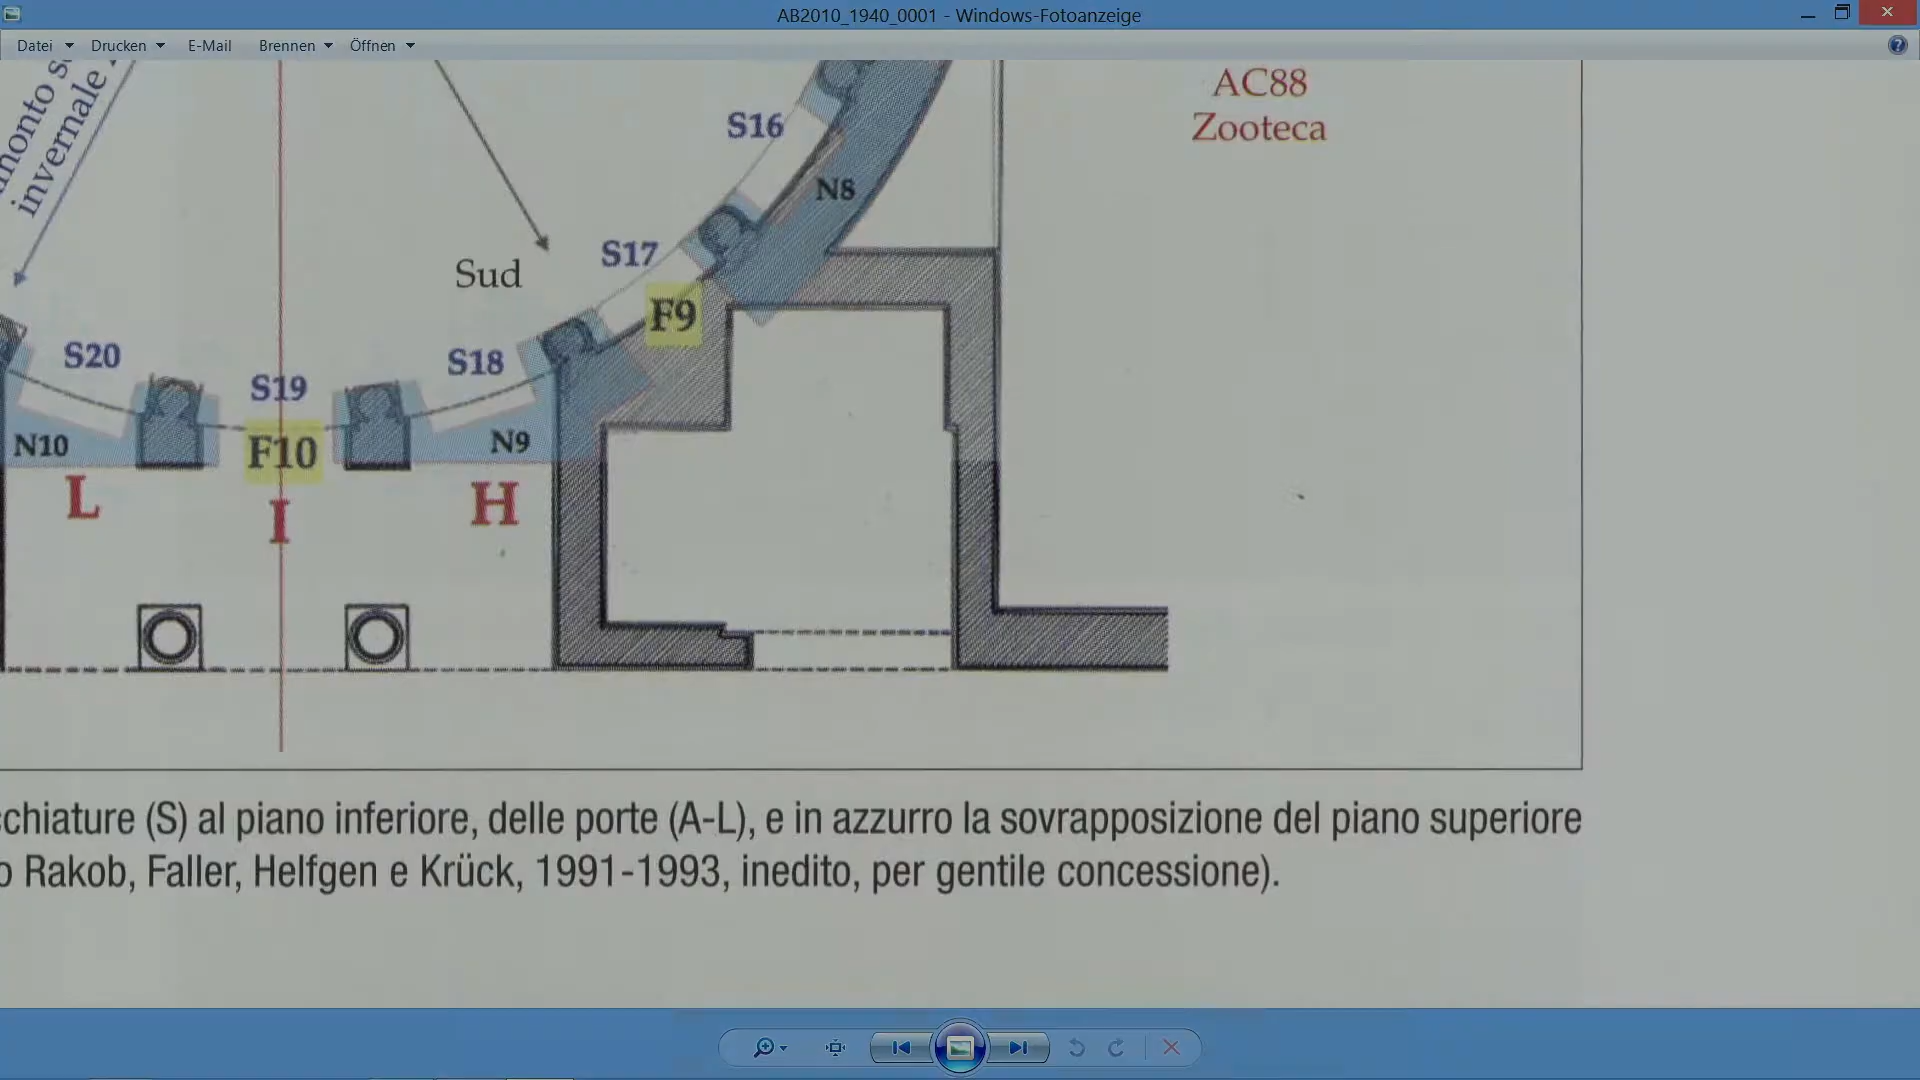 AB2010_1940_0001 - Windows-Fotoanzeige
Datei Drucken E-Mail Brennen Öffnen
invernale
AC88
Zooteca
S16
N8
S17
Sud
F9
S20
S19
S18
N10
F10
N9
L
I
H
(S) al piano inferiore, delle porte (A-L), e in azzurro la sovrapposizione del piano superiore
Rakob, Faller, Helfgen e Krück, 1991-1993, inedito, per gentile concessione).